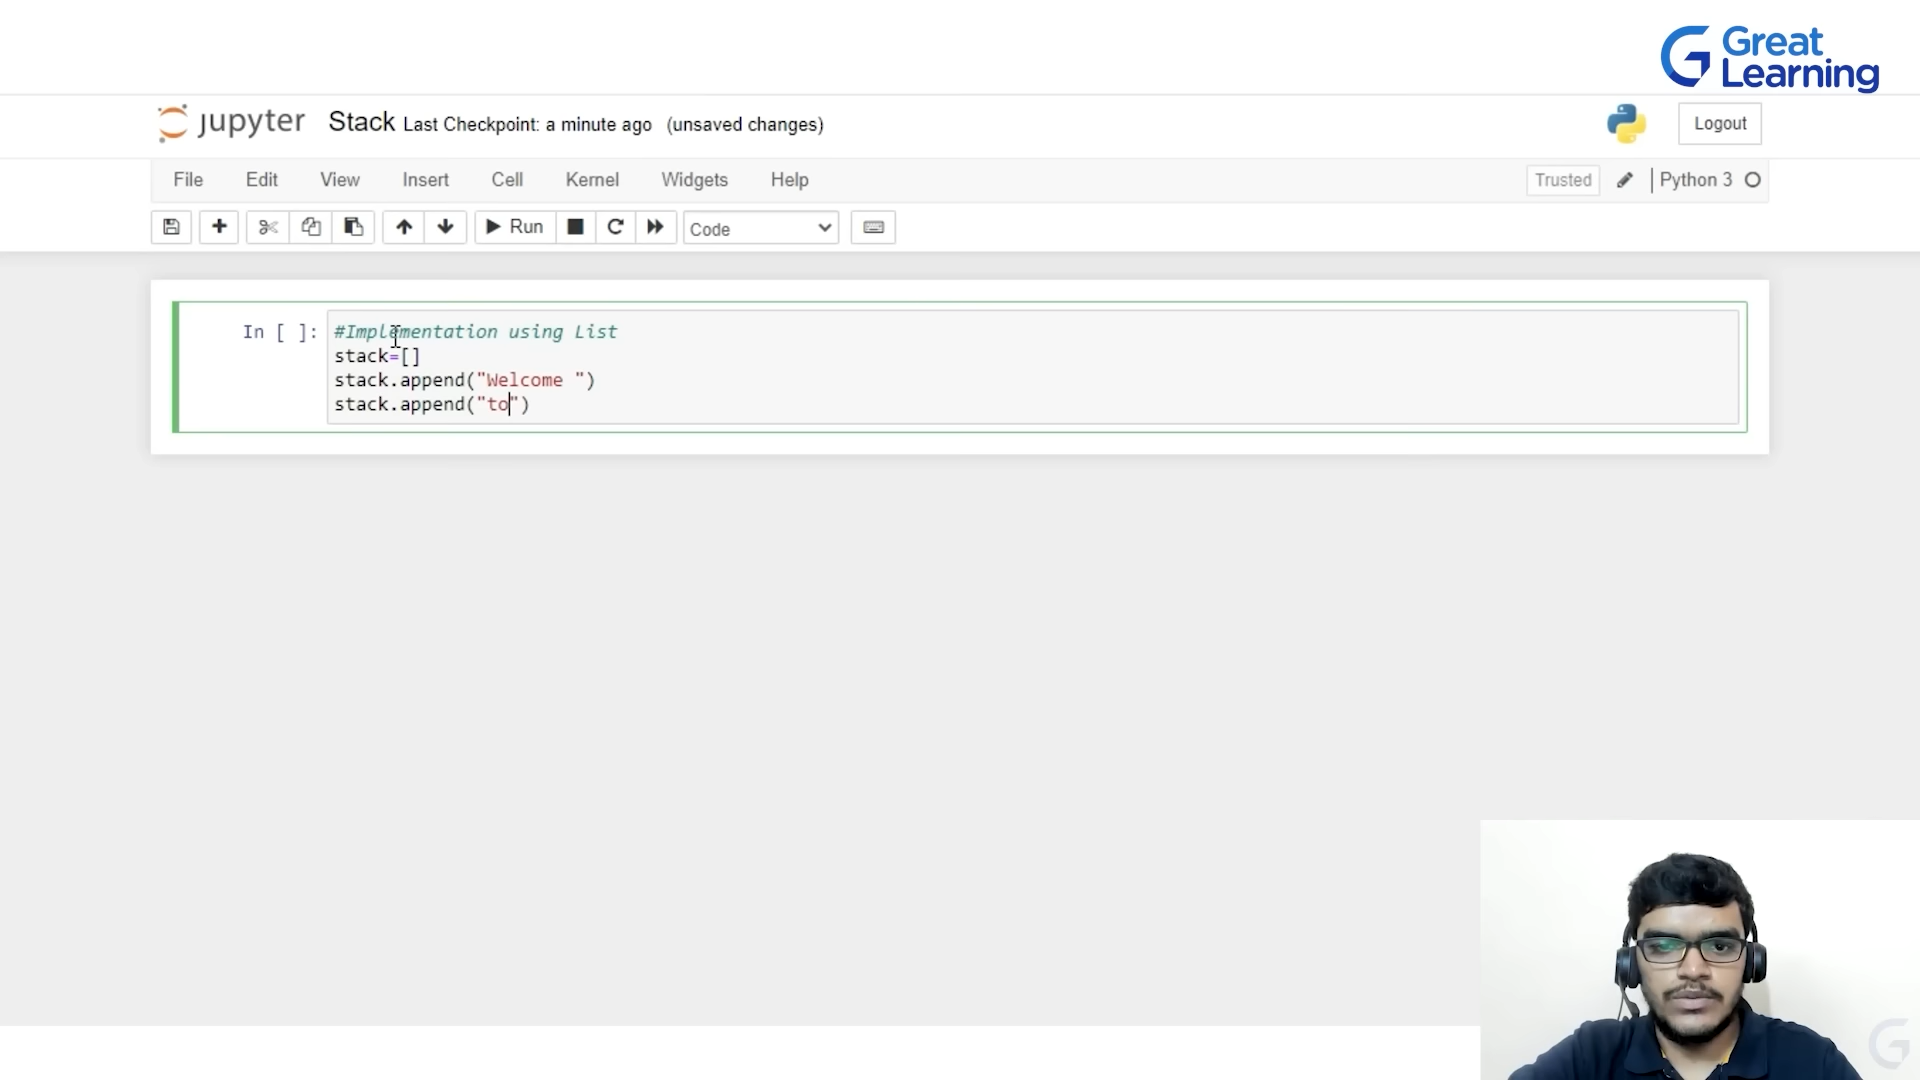 Great
Learning
jupyter Stack Last Checkpoint: a minute ago (unsaved changes)
Logout
File Edit View Insert Cell Kernel Widgets Help
Trusted Python 3
Run Code
In [ ]: #Implementation using List
stack=[]
stack.append("Welcome ")
stack.append("to")